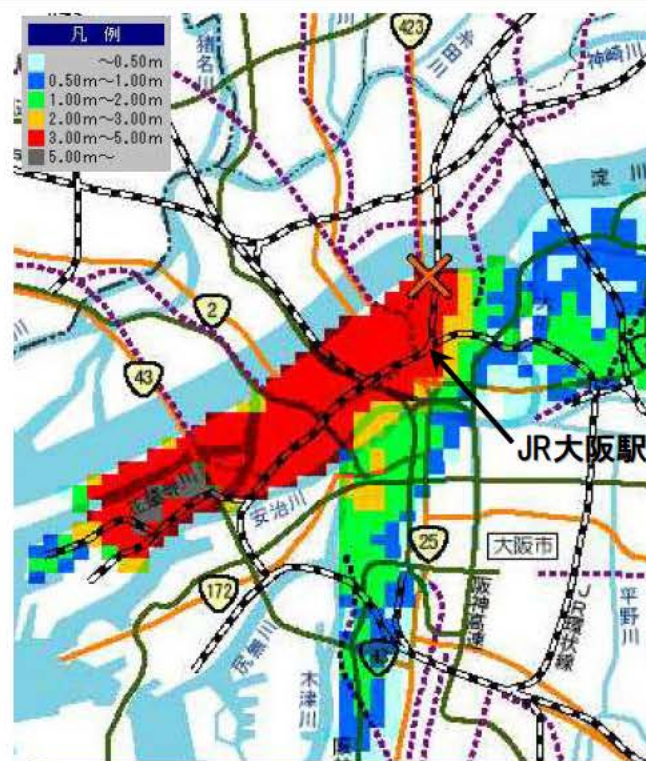 凡 例
～0.50m
0.50m～1.00m
1.00m～2.00m
2.00m～3.00m
3.00m～5.00m
5.00m～
猪名川
423
神崎川
淀川
2
43
JR大阪駅
安治川
25
大阪市
172
尻無川
木津川
阪神高速
JR環状線
平野川